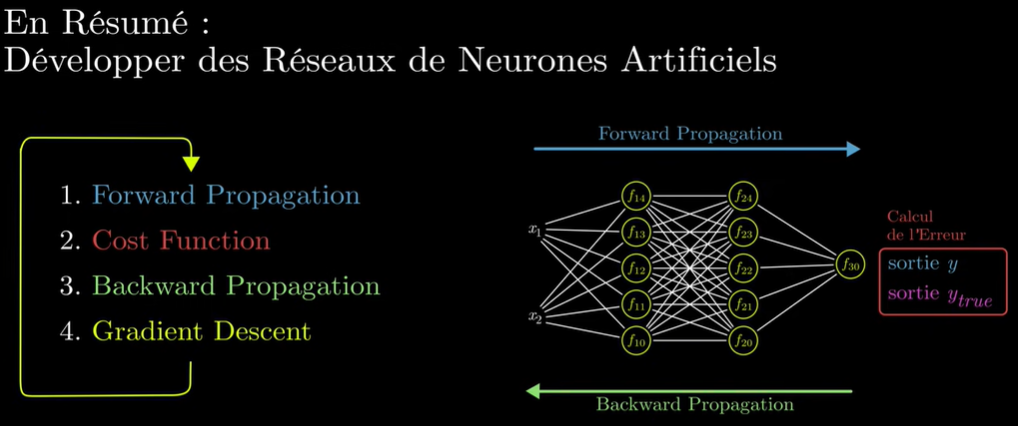 En Résumé :
Développer des Réseaux de Neurones Artificiels
1. Forward Propagation
2. Cost Function
3. Backward Propagation
4. Gradient Descent
Forward Propagation
x1
x2
f14
f13
f12
f11
f10
f24
f23
f22
f21
f20
f30
Calcul
de l'Erreur
sortie y
sortie ytrue
Backward Propagation